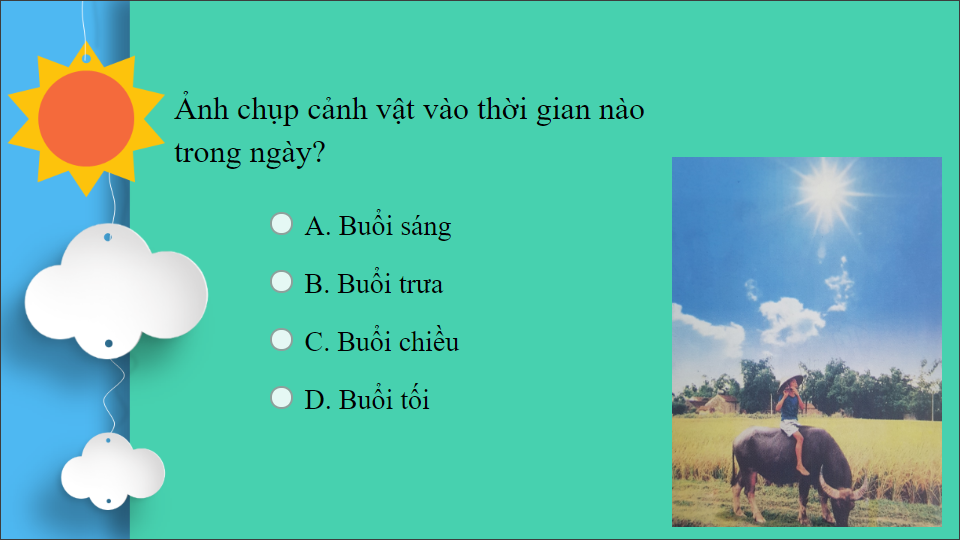 Ảnh chụp cảnh vật vào thời gian nào
trong ngày?
A. Buổi sáng
B. Buổi trưa
C. Buổi chiều
D. Buổi tối